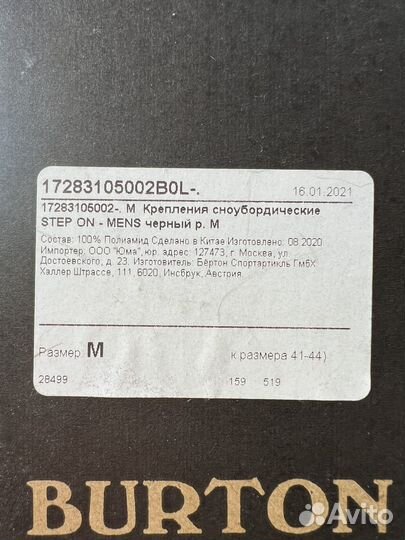 17283105002B0L-.
16.01.2021
17283105002-. M Крепления сноубордические
STEP ON - MENS черный р. М
Состав: 100% Полиамид Сделано в Китае Изготовлено: 08.2020
Импортер: ООО "Юма", юр. адрес: 127473, г. Москва, ул.
Достоевского, д. 23. Изготовитель: Бёртон Спортартикль ГмбХ
Халлер Штрассе, 111, 6020, Инсбрук, Австрия.
Размер: M
к размера 41-44)
28499
159 519
BURTON
Avito